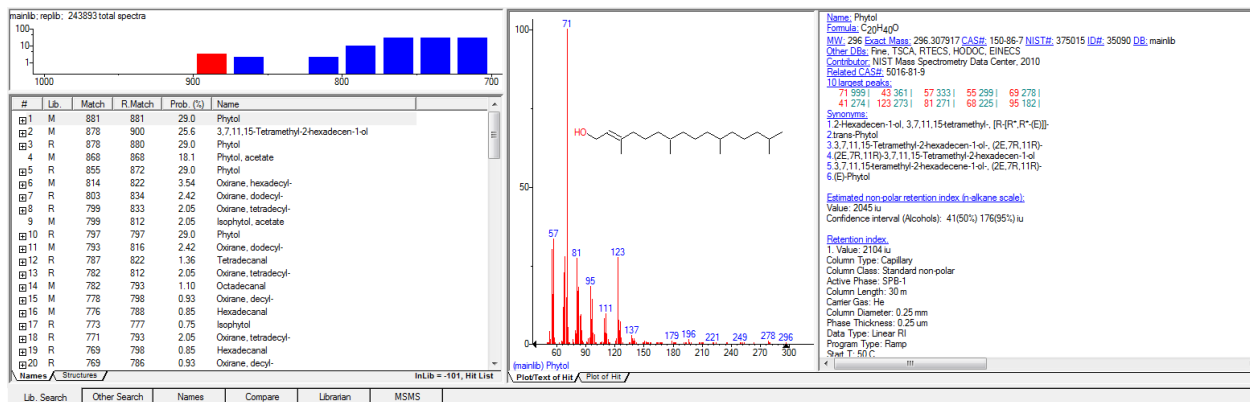 mainlib; replib; 243893 total spectra
100
10
1
1000 900 800 700
# Lib. Match R.Match Prob. (%) Name
1 M 881 881 29.0 Phytol
2 M 878 900 25.6 3,7,11,15-Tetramethyl-2-hexadecen-1-ol
3 R 878 880 29.0 Phytol
4 M 868 868 18.1 Phytol, acetate
5 R 855 872 29.0 Phytol
6 M 814 822 3.54 Oxirane, hexadecyl-
7 R 803 834 2.42 Oxirane, dodecyl-
8 R 799 833 2.05 Oxirane, tetradecyl-
9 M 799 812 2.05 Isophytol, acetate
10 R 797 797 29.0 Phytol
11 M 793 816 2.42 Oxirane, dodecyl-
12 R 787 822 1.36 Tetradecanal
13 R 782 812 2.05 Oxirane, tetradecyl-
14 M 782 793 1.10 Octadecanal
15 M 778 798 0.93 Oxirane, decyl-
16 M 776 788 0.85 Hexadecanal
17 R 773 777 0.75 Isophytol
18 R 771 793 2.05 Oxirane, tetradecyl-
19 R 769 798 0.85 Hexadecanal
20 R 769 786 0.93 Oxirane, decyl-
Names Structures InLib = -101, Hit List
100
50
0
71
57
81
123
95
111
137
179 196 221 249 278 296
60 90 120 150 180 210 240 270 300
HO
(mainlib) Phytol
Plot/Text of Hit Plot of Hit
Name: Phytol
Formula: C20H40O
MW: 296 Exact Mass: 296.307917 CAS#: 150-86-7 NIST#: 375015 ID#: 35090 DB: mainlib
Other DBs: Fine, TSCA, RTECS, HODOC, EINECS
Contributor: NIST Mass Spectrometry Data Center, 2010
Related CAS#: 5016-81-9
10 largest peaks:
71 999 | 43 361 | 57 333 | 55 299 | 69 278 |
41 274 | 123 273 | 81 271 | 68 225 | 95 182 |
Synonyms:
1.2-Hexadecen-1-ol, 3,7,11,15-tetramethyl-, [R-[R*,R*-(E)]]-
2.trans-Phytol
3.3,7,11,15-Tetramethyl-2-hexadecene-1-ol-, (2E,7R,11R)-
4.(2E,7R,11R)-3,7,11,15-Tetramethyl-2-hexadecen-1-ol
5.3,7,11,15-teramethyl-2-hexadecene-1-ol-, (2E,7R,11R)-
6.(E)-Phytol
Estimated non-polar retention index (n-alkane scale):
Value: 2045 iu
Confidence interval (Alcohols): 41(50%) 176(95%) iu
Retention index.
1. Value: 2104 iu
Column Type: Capillary
Column Class: Standard non-polar
Active Phase: SPB-1
Column Length: 30 m
Carrier Gas: He
Column Diameter: 0.25 mm
Phase Thickness: 0.25 um
Data Type: Linear RI
Program Type: Ramp
Start T: 50 C
Lib. Search Other Search Names Compare Librarian MSMS